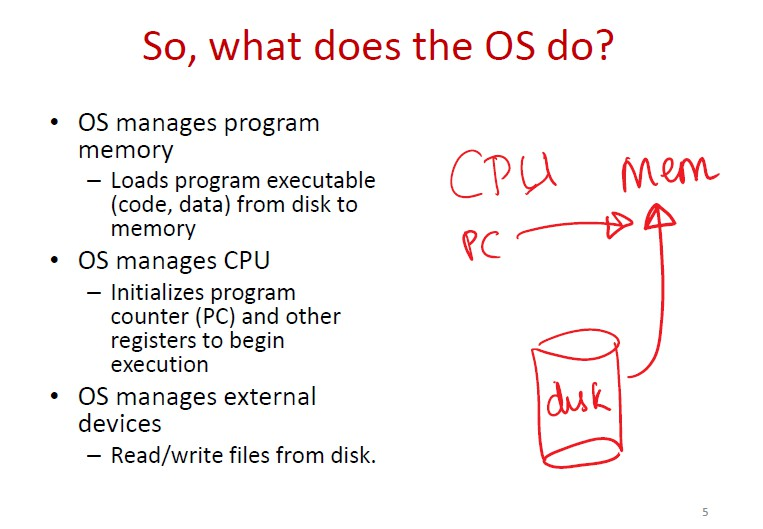 So, what does the OS do?
• OS manages program
memory
– Loads program executable
(code, data) from disk to
memory
• OS manages CPU
– Initializes program
counter (PC) and other
registers to begin
execution
• OS manages external
devices
– Read/write files from disk.
CPU Mem
PC
disk
5